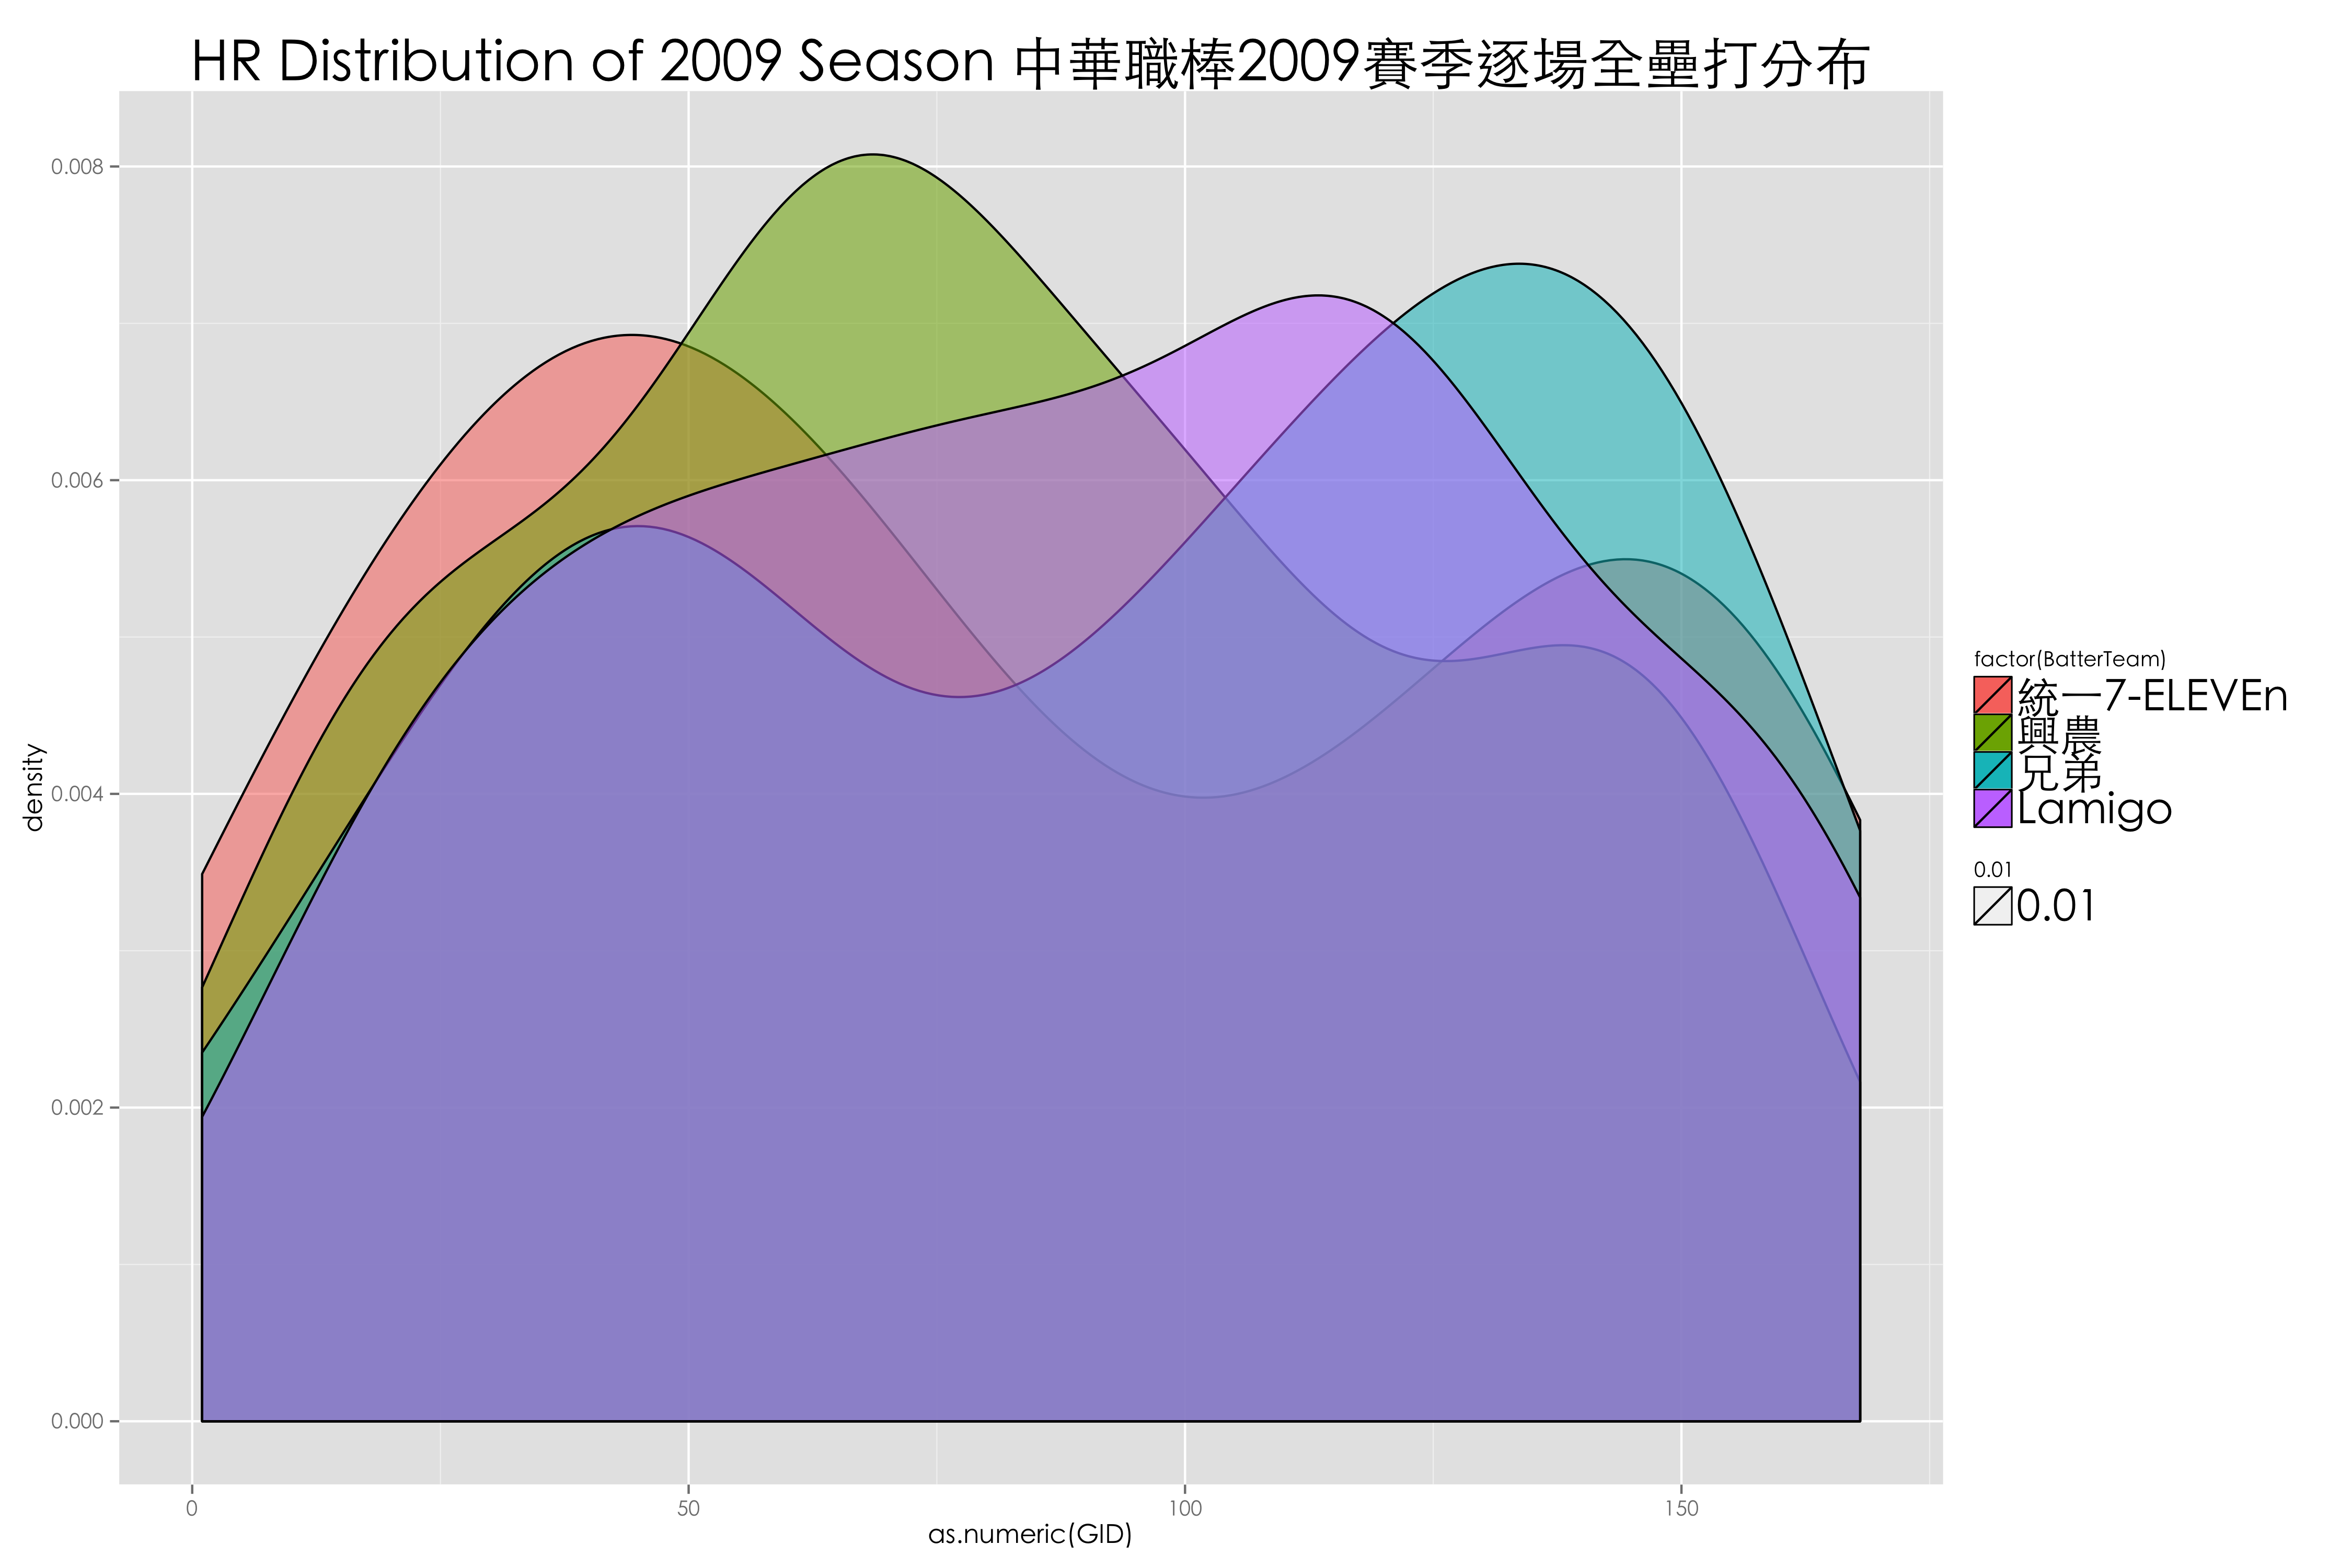 HR Distribution of 2009 Season 中華職棒2009賽季逐場全壘打分布
density
0.008
0.006
0.004
0.002
0.000
0
50
100
150
as.numeric(GID)
factor(BatterTeam)
統一7-ELEVEn
興農
兄弟
Lamigo
0.01
0.01